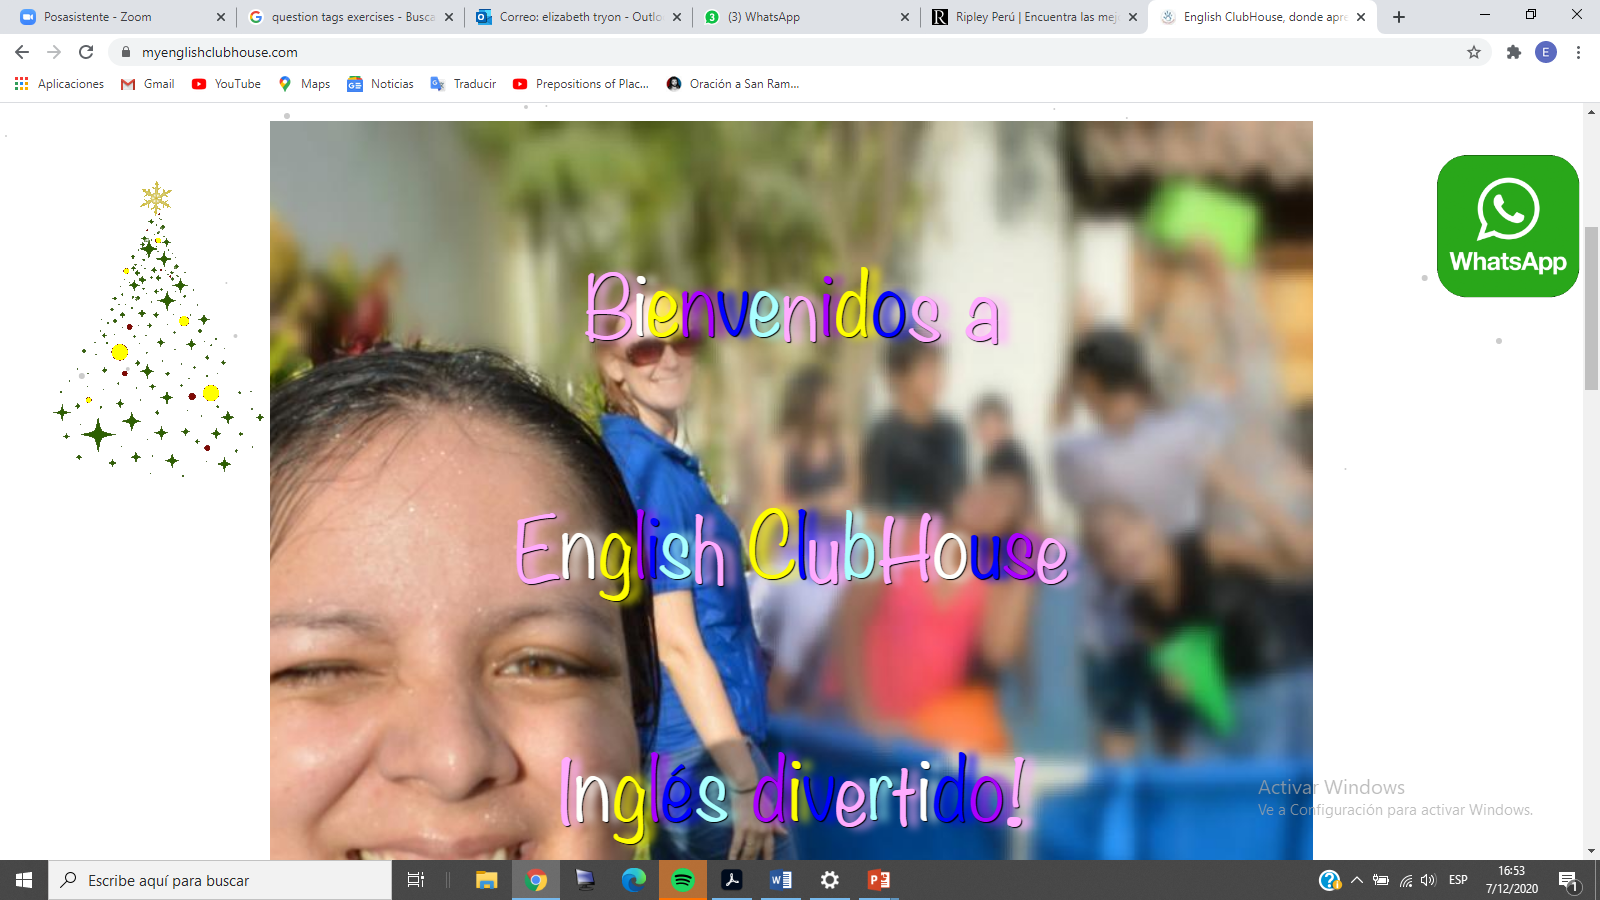 Posasistente - Zoom
question tags exercises - Busca
Correo: elizabeth tryon - Outlo
3
(3) WhatsApp
R
Ripley Perú | Encuentra las mej
English ClubHouse, donde apre
myenglishclubhouse.com
E
Aplicaciones
Gmail
YouTube
Maps
Noticias
Traducir
Prepositions of Plac...
Oración a San Ram...
WhatsApp
Bienvenidos a
English ClubHouse
Inglés divertido!
Activar Windows
Ve a Configuración para activar Windows.
Escribe aquí para buscar
ESP
16:53
7/12/2020
1